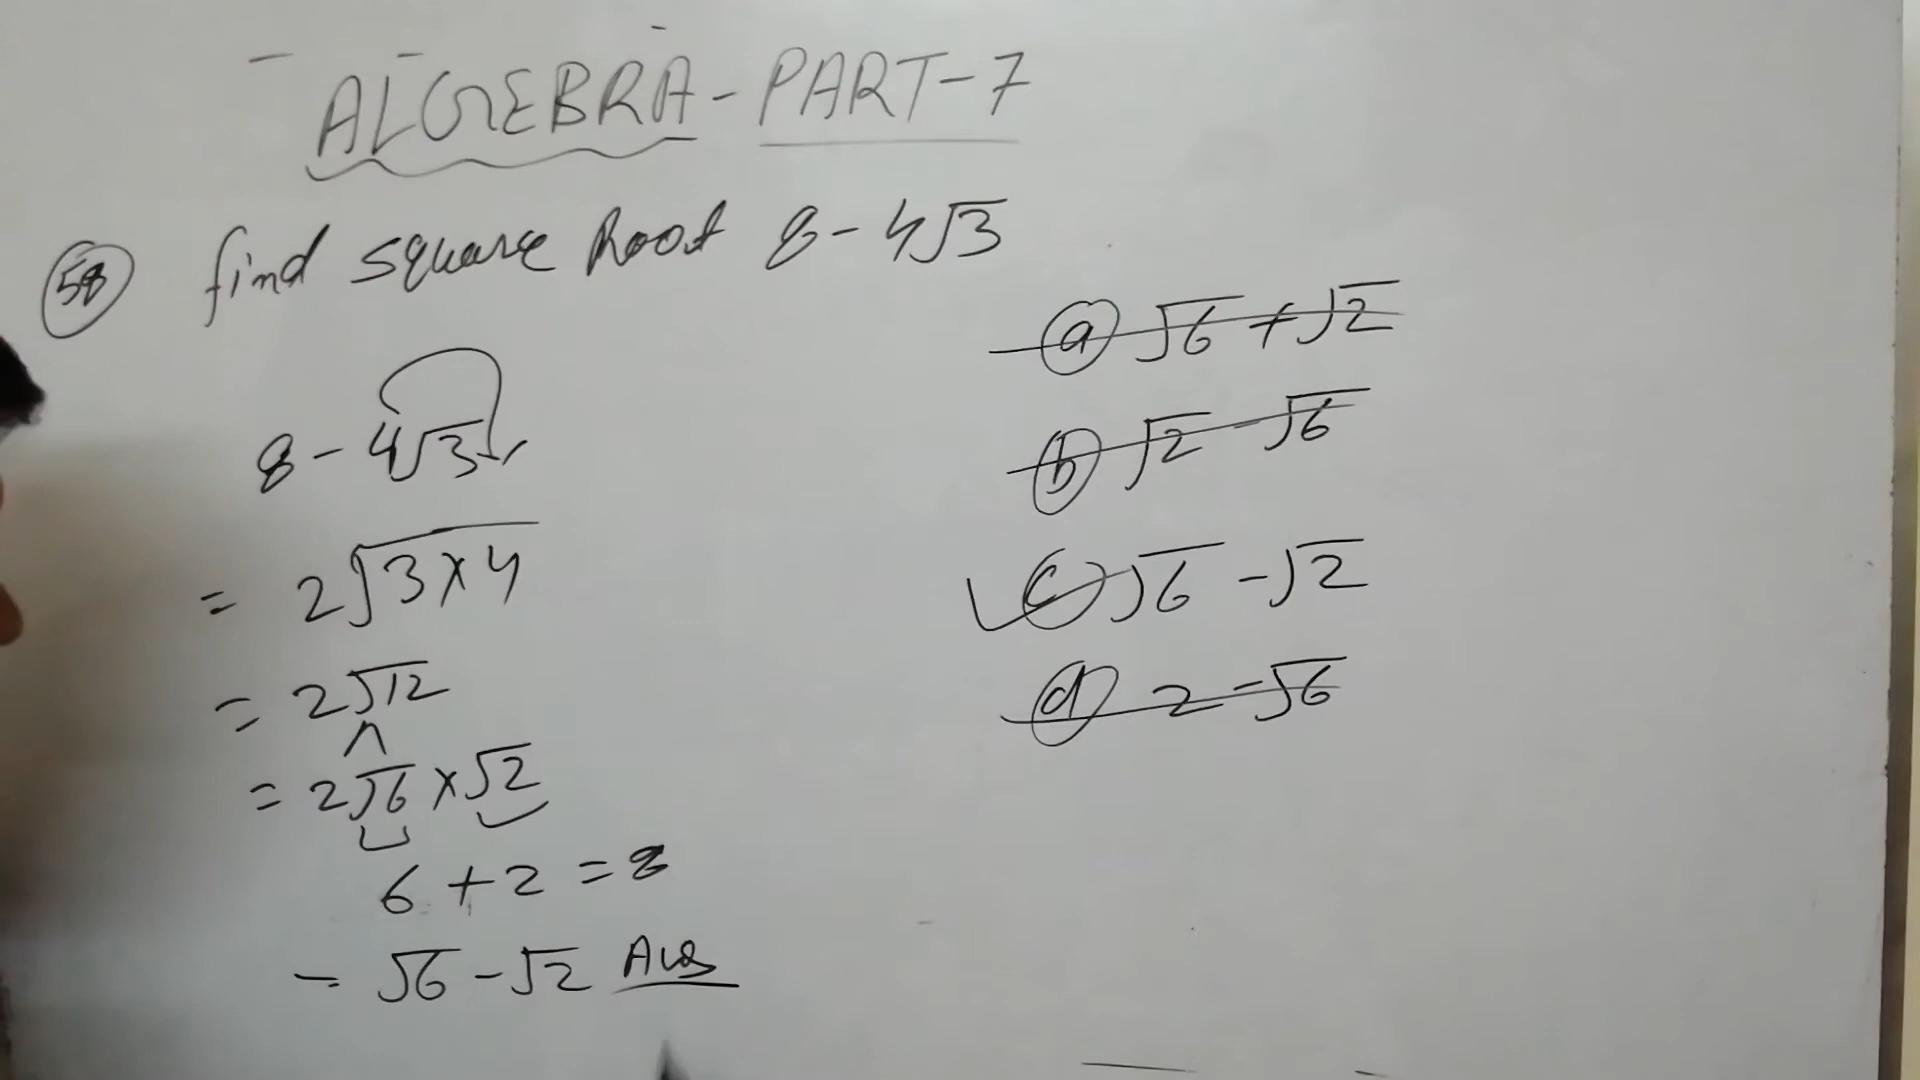 ALGEBRA - PART-7
58 find square Root 8 - 4√3
8 - 4√3
= 2√3×4
= 2√12
= 2√6 × √2
6 + 2 = 8
= √6 - √2 Ans
(a) √6 + √2
(b) √2 - √6
(c) √6 - √2
(d) 2 - √6